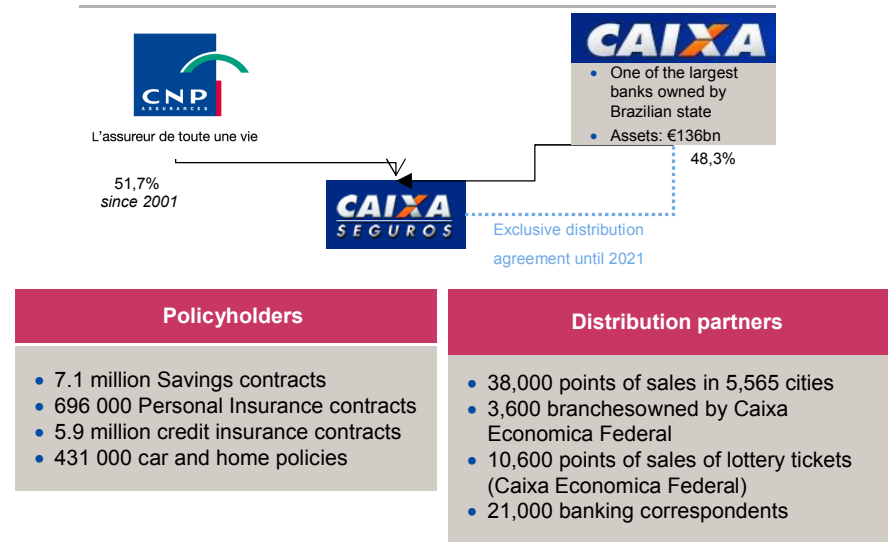 CNP
ASSURANCES
L'assureur de toute une vie
51,7%
since 2001
CAIXA
• One of the largest
banks owned by
Brazilian state
• Assets: €136bn
48,3%
CAIXA
SEGUROS
Exclusive distribution
agreement until 2021
Policyholders
• 7.1 million Savings contracts
• 696 000 Personal Insurance contracts
• 5.9 million credit insurance contracts
• 431 000 car and home policies
Distribution partners
• 38,000 points of sales in 5,565 cities
• 3,600 branchesowned by Caixa
Economica Federal
• 10,600 points of sales of lottery tickets
(Caixa Economica Federal)
• 21,000 banking correspondents